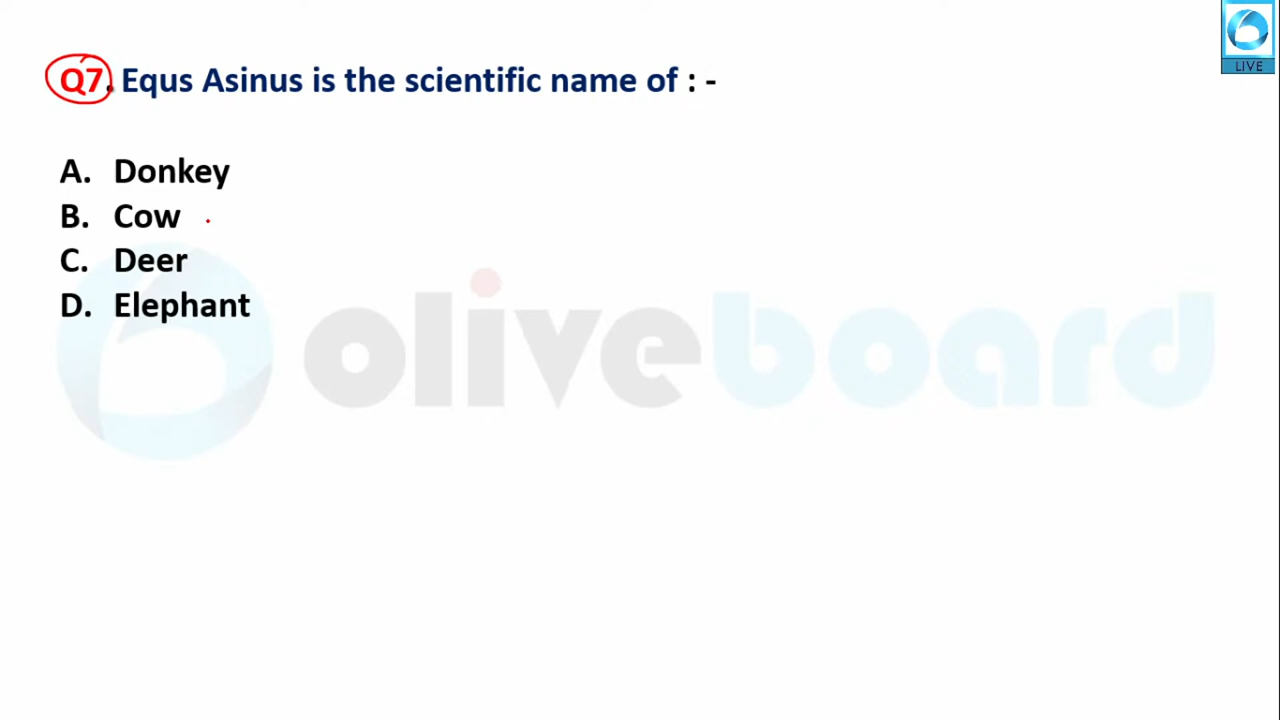 LIVE
Q7. Equs Asinus is the scientific name of : -
A. Donkey
B. Cow
C. Deer
D. Elephant
oliveboard